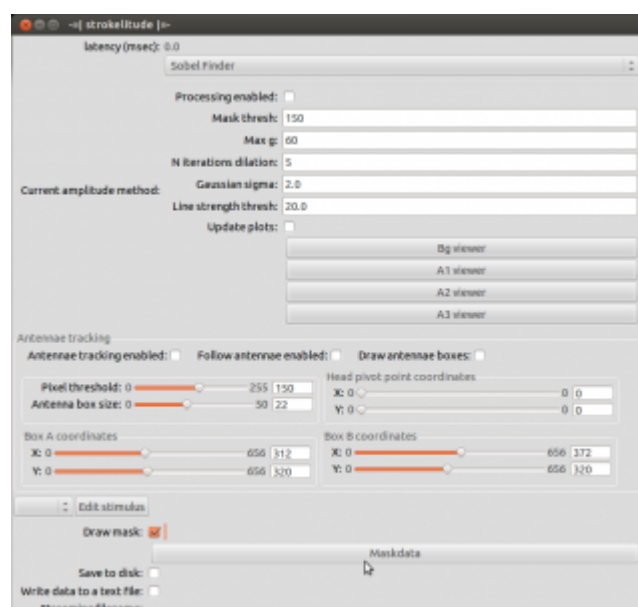 strokelitude
latency (msec): 0.0
Sobel Finder
Processing enabled:
Mask thresh: 150
Max g: 60
N iterations dilation: 5
Current amplitude method:
Gaussian sigma: 2.0
Line strength thresh: 20.0
Update plots:
Bg viewer
A1 viewer
A2 viewer
A3 viewer
Antennae tracking
Antennae tracking enabled: Follow antennae enabled: Draw antennae boxes:
Pixel threshold: 0 255 150
Antenna box size: 0 50 22
Head pivot point coordinates
X: 0 0 0
Y: 0 0 0
Box A coordinates
X: 0 656 312
Y: 0 656 320
Box B coordinates
X: 0 656 372
Y: 0 656 320
Edit stimulus
Draw mask:
Maskdata
Save to disk:
Write data to a text file: